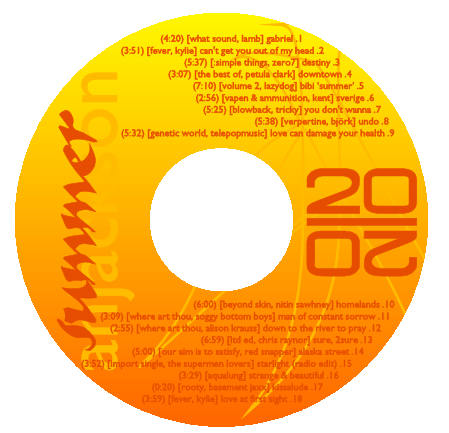 (4:20) [what sound, lamb] gabriel .1
(3:51) [fever, kylie] can't get you out of my head .2
(5:37) [:simple things, zero7] destiny .3
(3:07) [the best of, petula clark] downtown .4
(7:10) [volume 2, lazydog] bibi 'summer' .5
(2:56) [vapen & ammunition, kent] sverige .6
(5:25) [blowback, tricky] you don't wanna .7
(5:38) [verpertine, björk] undo .8
(5:32) [genetic world, telepopmusic] love can damage your health .9
summer
jackson
20
02
(6:00) [beyond skin, nitin sawhney] homelands .10
(3:09) [where art thou, soggy bottom boys] man of constant sorrow .11
(2:55) [where art thou, alison krauss] down to the river to pray .12
(6:59) [ltd ed, chris raynor] sure, 2sure .13
(5:00) [our sim is to satisfy, red snapper] alaska street .14
(3:52) [import single, the supermen lovers] starlight (radio edit) .15
(3:29) [aqualung] strange & beautiful .16
(0:20) [rooty, basement jaxx] kissalude .17
(3:59) [fever, kylie] love at first sight .18